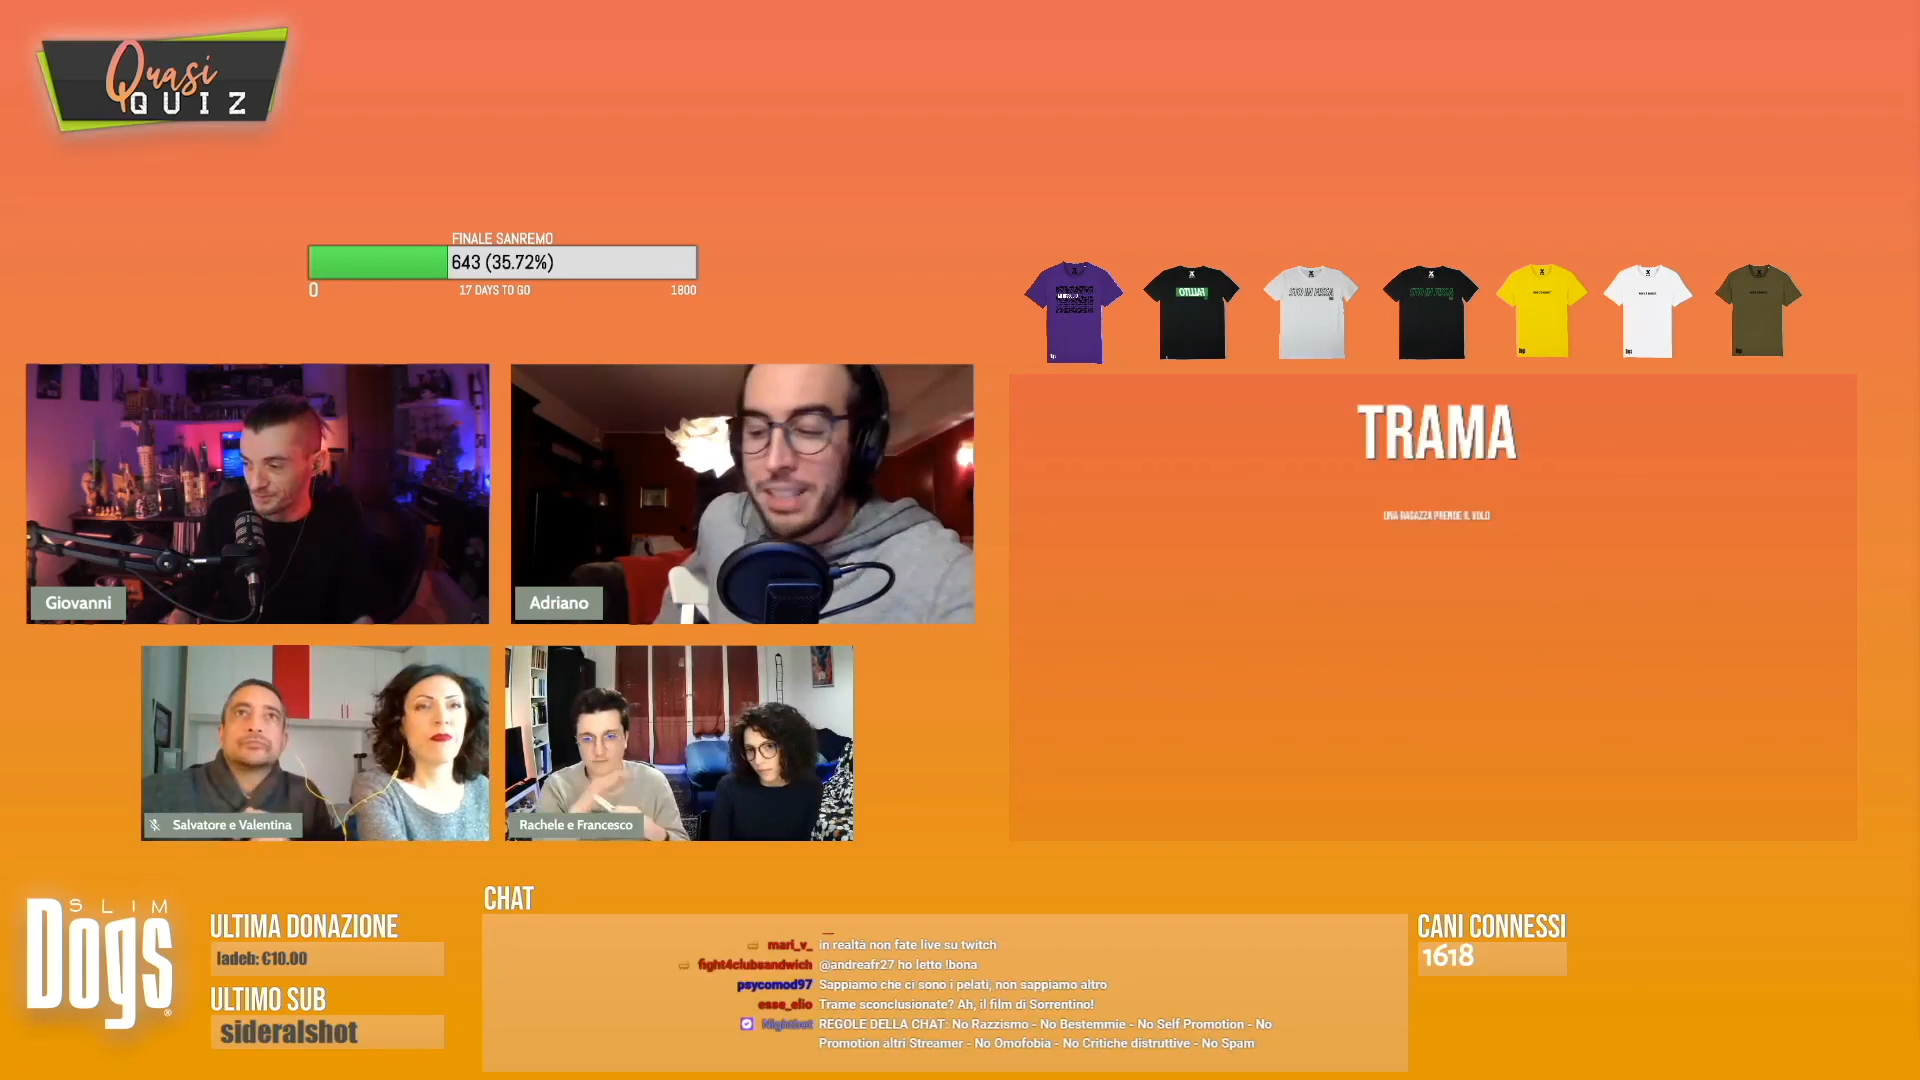 Quasi
QUIZ
FINALE SANREMO
643 (35.72%)
0
17 DAYS TO GO
1800
FALLITO
TRAMA
UNA RAGAZZA PRENDE IL VOLO
Giovanni
Adriano
Salvatore e Valentina
Rachele e Francesco
SLIM
Dogs
ULTIMA DONAZIONE
ladeb: €10.00
ULTIMO SUB
sideralshot
CHAT
mari_v_ in realtà non fate live su twitch
fight4clubsandwich @andreafr27 ho letto !bona
psycomod97 Sappiamo che ci sono i pelati, non sappiamo altro
esse_elio Trame sconclusionate? Ah, il film di Sorrentino!
Nightbot REGOLE DELLA CHAT: No Razzismo - No Bestemmie - No Self Promotion - No
Promotion altri Streamer - No Omofobia - No Critiche distruttive - No Spam
CANI CONNESSI
1618